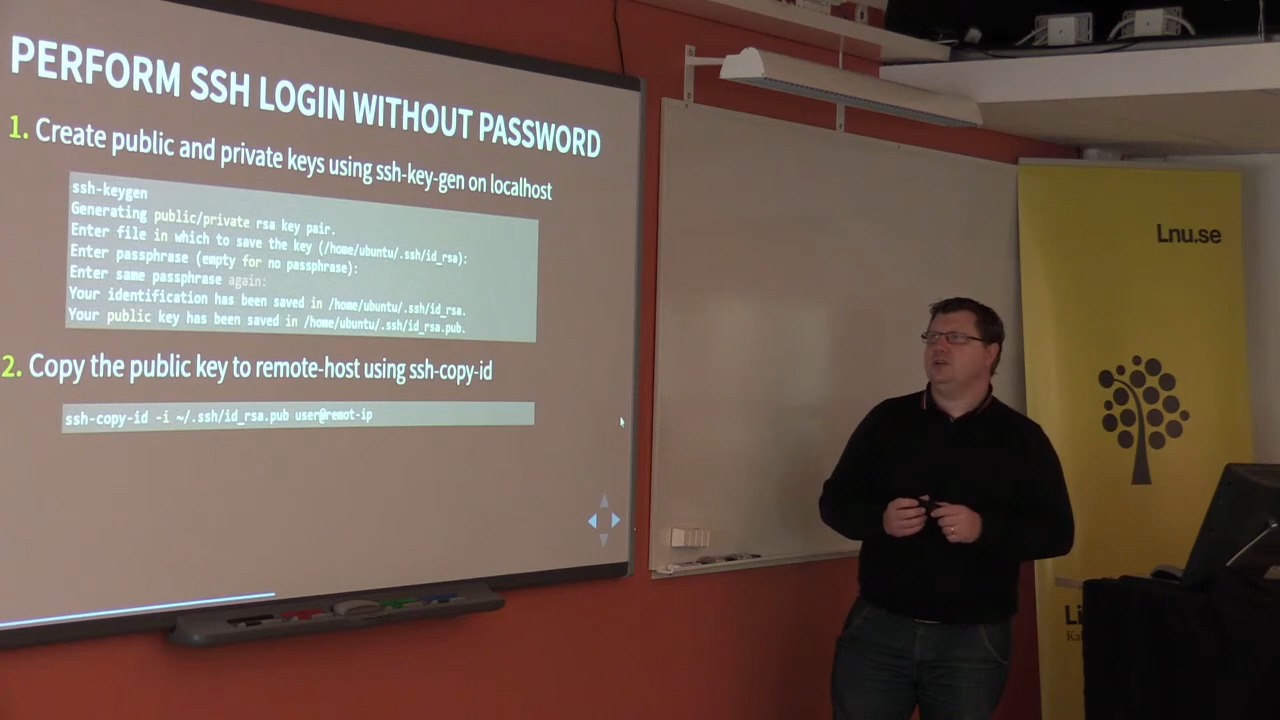 PERFORM SSH LOGIN WITHOUT PASSWORD
1. Create public and private keys using ssh-key-gen on localhost
ssh-keygen
Generating public/private rsa key pair.
Enter file in which to save the key (/home/ubuntu/.ssh/id_rsa):
Enter passphrase (empty for no passphrase):
Enter same passphrase again:
Your identification has been saved in /home/ubuntu/.ssh/id_rsa.
Your public key has been saved in /home/ubuntu/.ssh/id_rsa.pub.
2. Copy the public key to remote-host using ssh-copy-id
ssh-copy-id -i ~/.ssh/id_rsa.pub user@remot-ip
Lnu.se